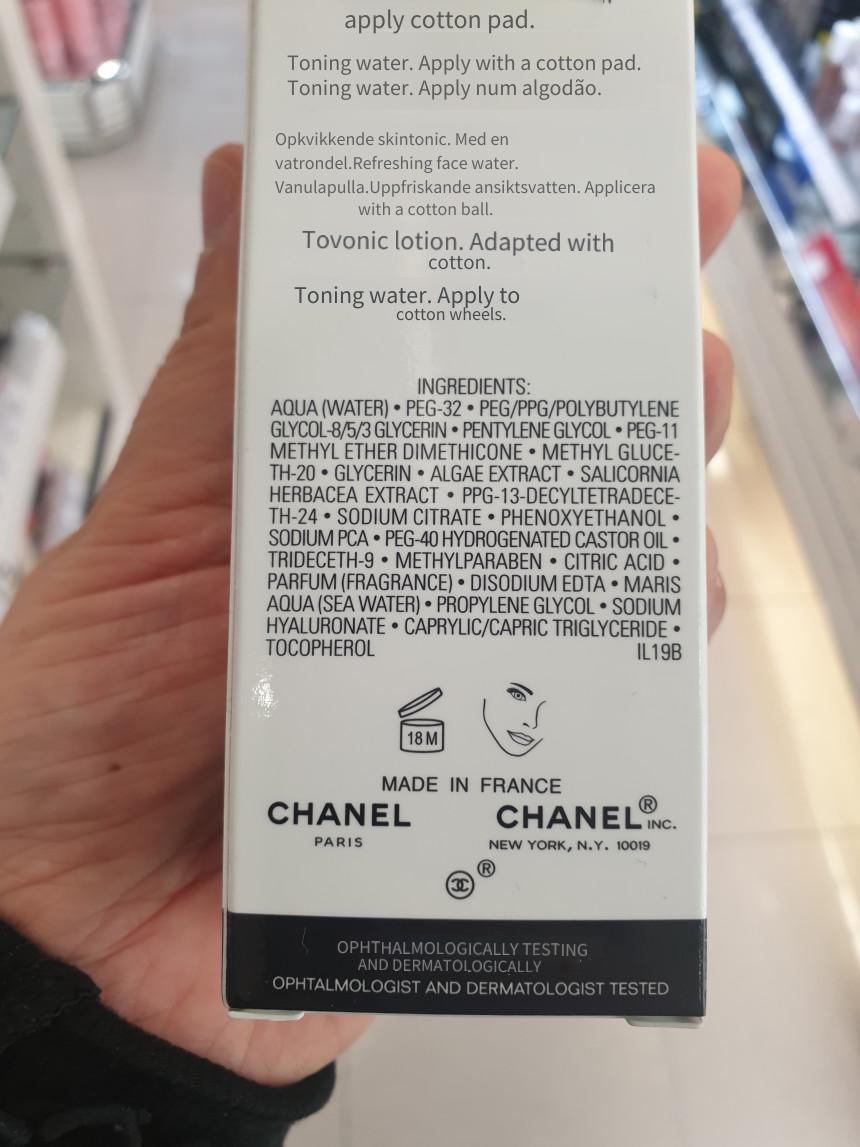 apply cotton pad.
Toning water. Apply with a cotton pad.
Toning water. Apply num algodão.
Opkvikkende skintonic. Med en
vatrondel.Refreshing face water.
Vanulapulla.Uppfriskande ansiktsvatten. Applicera
with a cotton ball.
Tovonic lotion. Adapted with
cotton.
Toning water. Apply to
cotton wheels.
INGREDIENTS:
AQUA (WATER) • PEG-32 • PEG/PPG/POLYBUTYLENE
GLYCOL-8/5/3 GLYCERIN • PENTYLENE GLYCOL • PEG-11
METHYL ETHER DIMETHICONE • METHYL GLUCE-
TH-20 • GLYCERIN • ALGAE EXTRACT • SALICORNIA
HERBACEA EXTRACT • PPG-13-DECYLTETRADECE-
TH-24 • SODIUM CITRATE • PHENOXYETHANOL •
SODIUM PCA • PEG-40 HYDROGENATED CASTOR OIL •
TRIDECETH-9 • METHYLPARABEN • CITRIC ACID •
PARFUM (FRAGRANCE) • DISODIUM EDTA • MARIS
AQUA (SEA WATER) • PROPYLENE GLYCOL • SODIUM
HYALURONATE • CAPRYLIC/CAPRIC TRIGLYCERIDE •
TOCOPHEROL IL19B
18 M
MADE IN FRANCE
CHANEL CHANEL® INC.
PARIS NEW YORK, N.Y. 10019
®
OPHTHALMOLOGICALLY TESTING
AND DERMATOLOGICALLY
OPHTALMOLOGIST AND DERMATOLOGIST TESTED